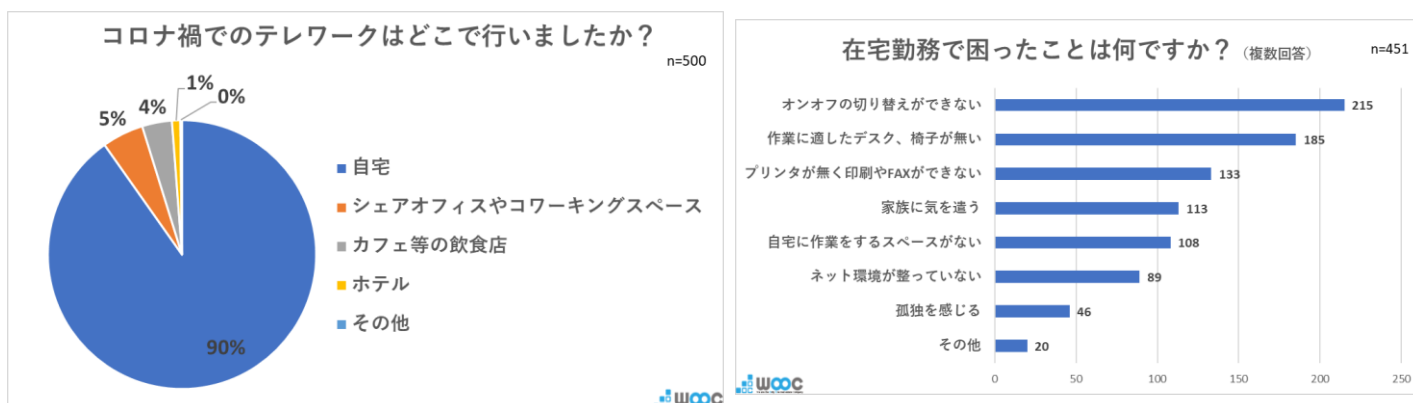 コロナ禍でのテレワークはどこで行いましたか？
n=500
1%
0%
4%
5%
90%
自宅
シェアオフィスやコワーキングスペース
カフェ等の飲食店
ホテル
その他
wooc
在宅勤務で困ったことは何ですか？（複数回答）
n=451
オンオフの切り替えができない 215
作業に適したデスク、椅子が無い 185
プリンタが無く印刷やFAXができない 133
家族に気を遣う 113
自宅に作業をするスペースがない 108
ネット環境が整っていない 89
孤独を感じる 46
その他 20
0 50 100 150 200 250
wooc